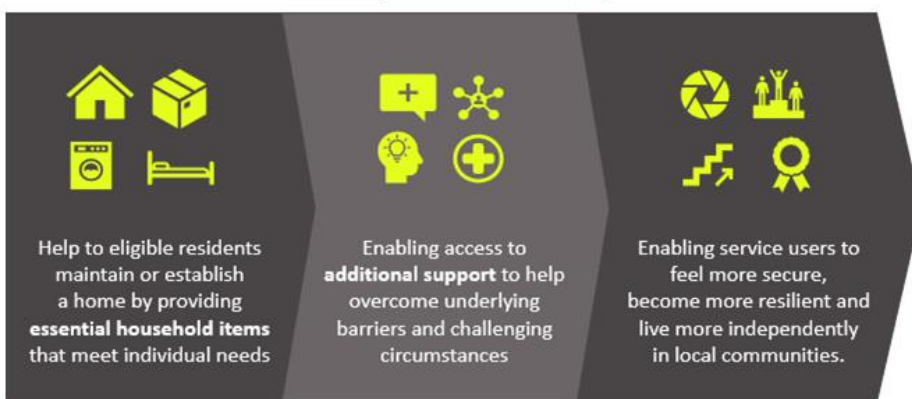 Help to eligible residents
maintain or establish
a home by providing
essential household items
that meet individual needs
Enabling access to
additional support to help
overcome underlying
barriers and challenging
circumstances
Enabling service users to
feel more secure,
become more resilient and
live more independently
in local communities.